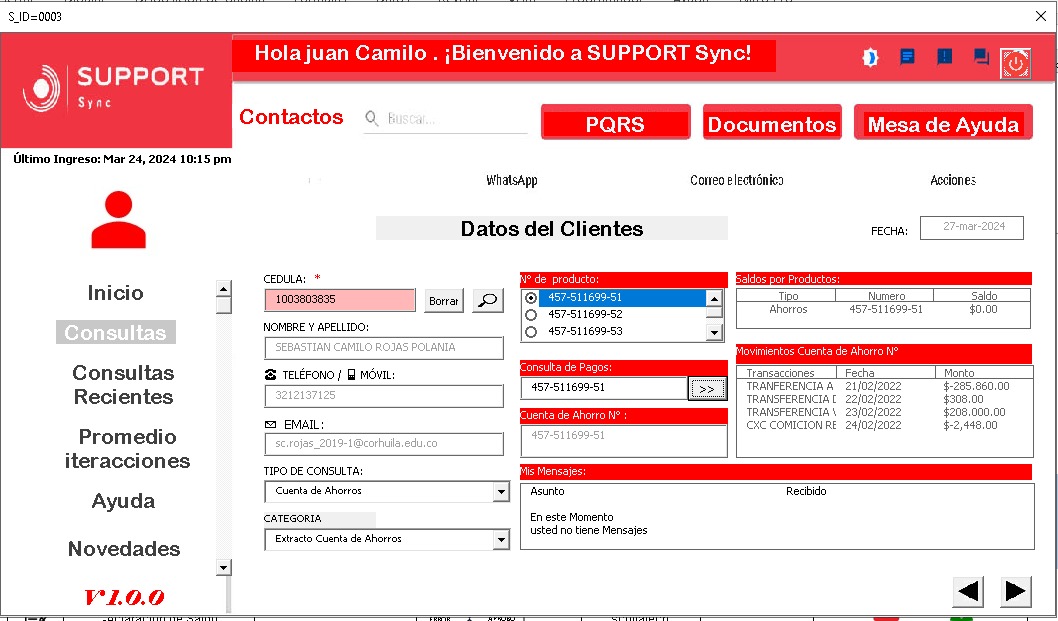 S_ID=0003
Hola juan Camilo . ¡Bienvenido a SUPPORT Sync!
SUPPORT
Sync
Contactos
Buscar...
PQRS
Documentos
Mesa de Ayuda
Último Ingreso: Mar 24, 2024 10:15 pm
WhatsApp
Correo electrónico
Acciones
Datos del Clientes
FECHA:
27-mar-2024
Inicio
Consultas
Consultas
Recientes
Promedio
iteracciones
Ayuda
Novedades
V 1.0.0
CEDULA: *
1003803835
Borrar
NOMBRE Y APELLIDO:
SEBASTIAN CAMILO ROJAS POLANIA
TELÉFONO / MÓVIL:
3212137125
EMAIL:
sc.rojas_2019-1@corhuila.edu.co
TIPO DE CONSULTA:
Cuenta de Ahorros
CATEGORIA
Extracto Cuenta de Ahorros
Nº de producto:
457-511699-51
457-511699-52
457-511699-53
Consulta de Pagos:
457-511699-51
>>
Cuenta de Ahorro Nº :
457-511699-51
Saldos por Productos:
Tipo Numero Saldo
Ahorros 457-511699-51 $0.00
Movimientos Cuenta de Ahorro Nº
Transacciones Fecha Monto
TRANFERENCIA A 21/02/2022 $-285.860.00
TRANSFERENCIA 22/02/2022 $308.00
TRANSFERENCIA 23/02/2022 $208.000.00
CXC COMICION RE 24/02/2022 $-2,448.00
Mis Mensajes:
Asunto Recibido
En este Momento
usted no tiene Mensajes